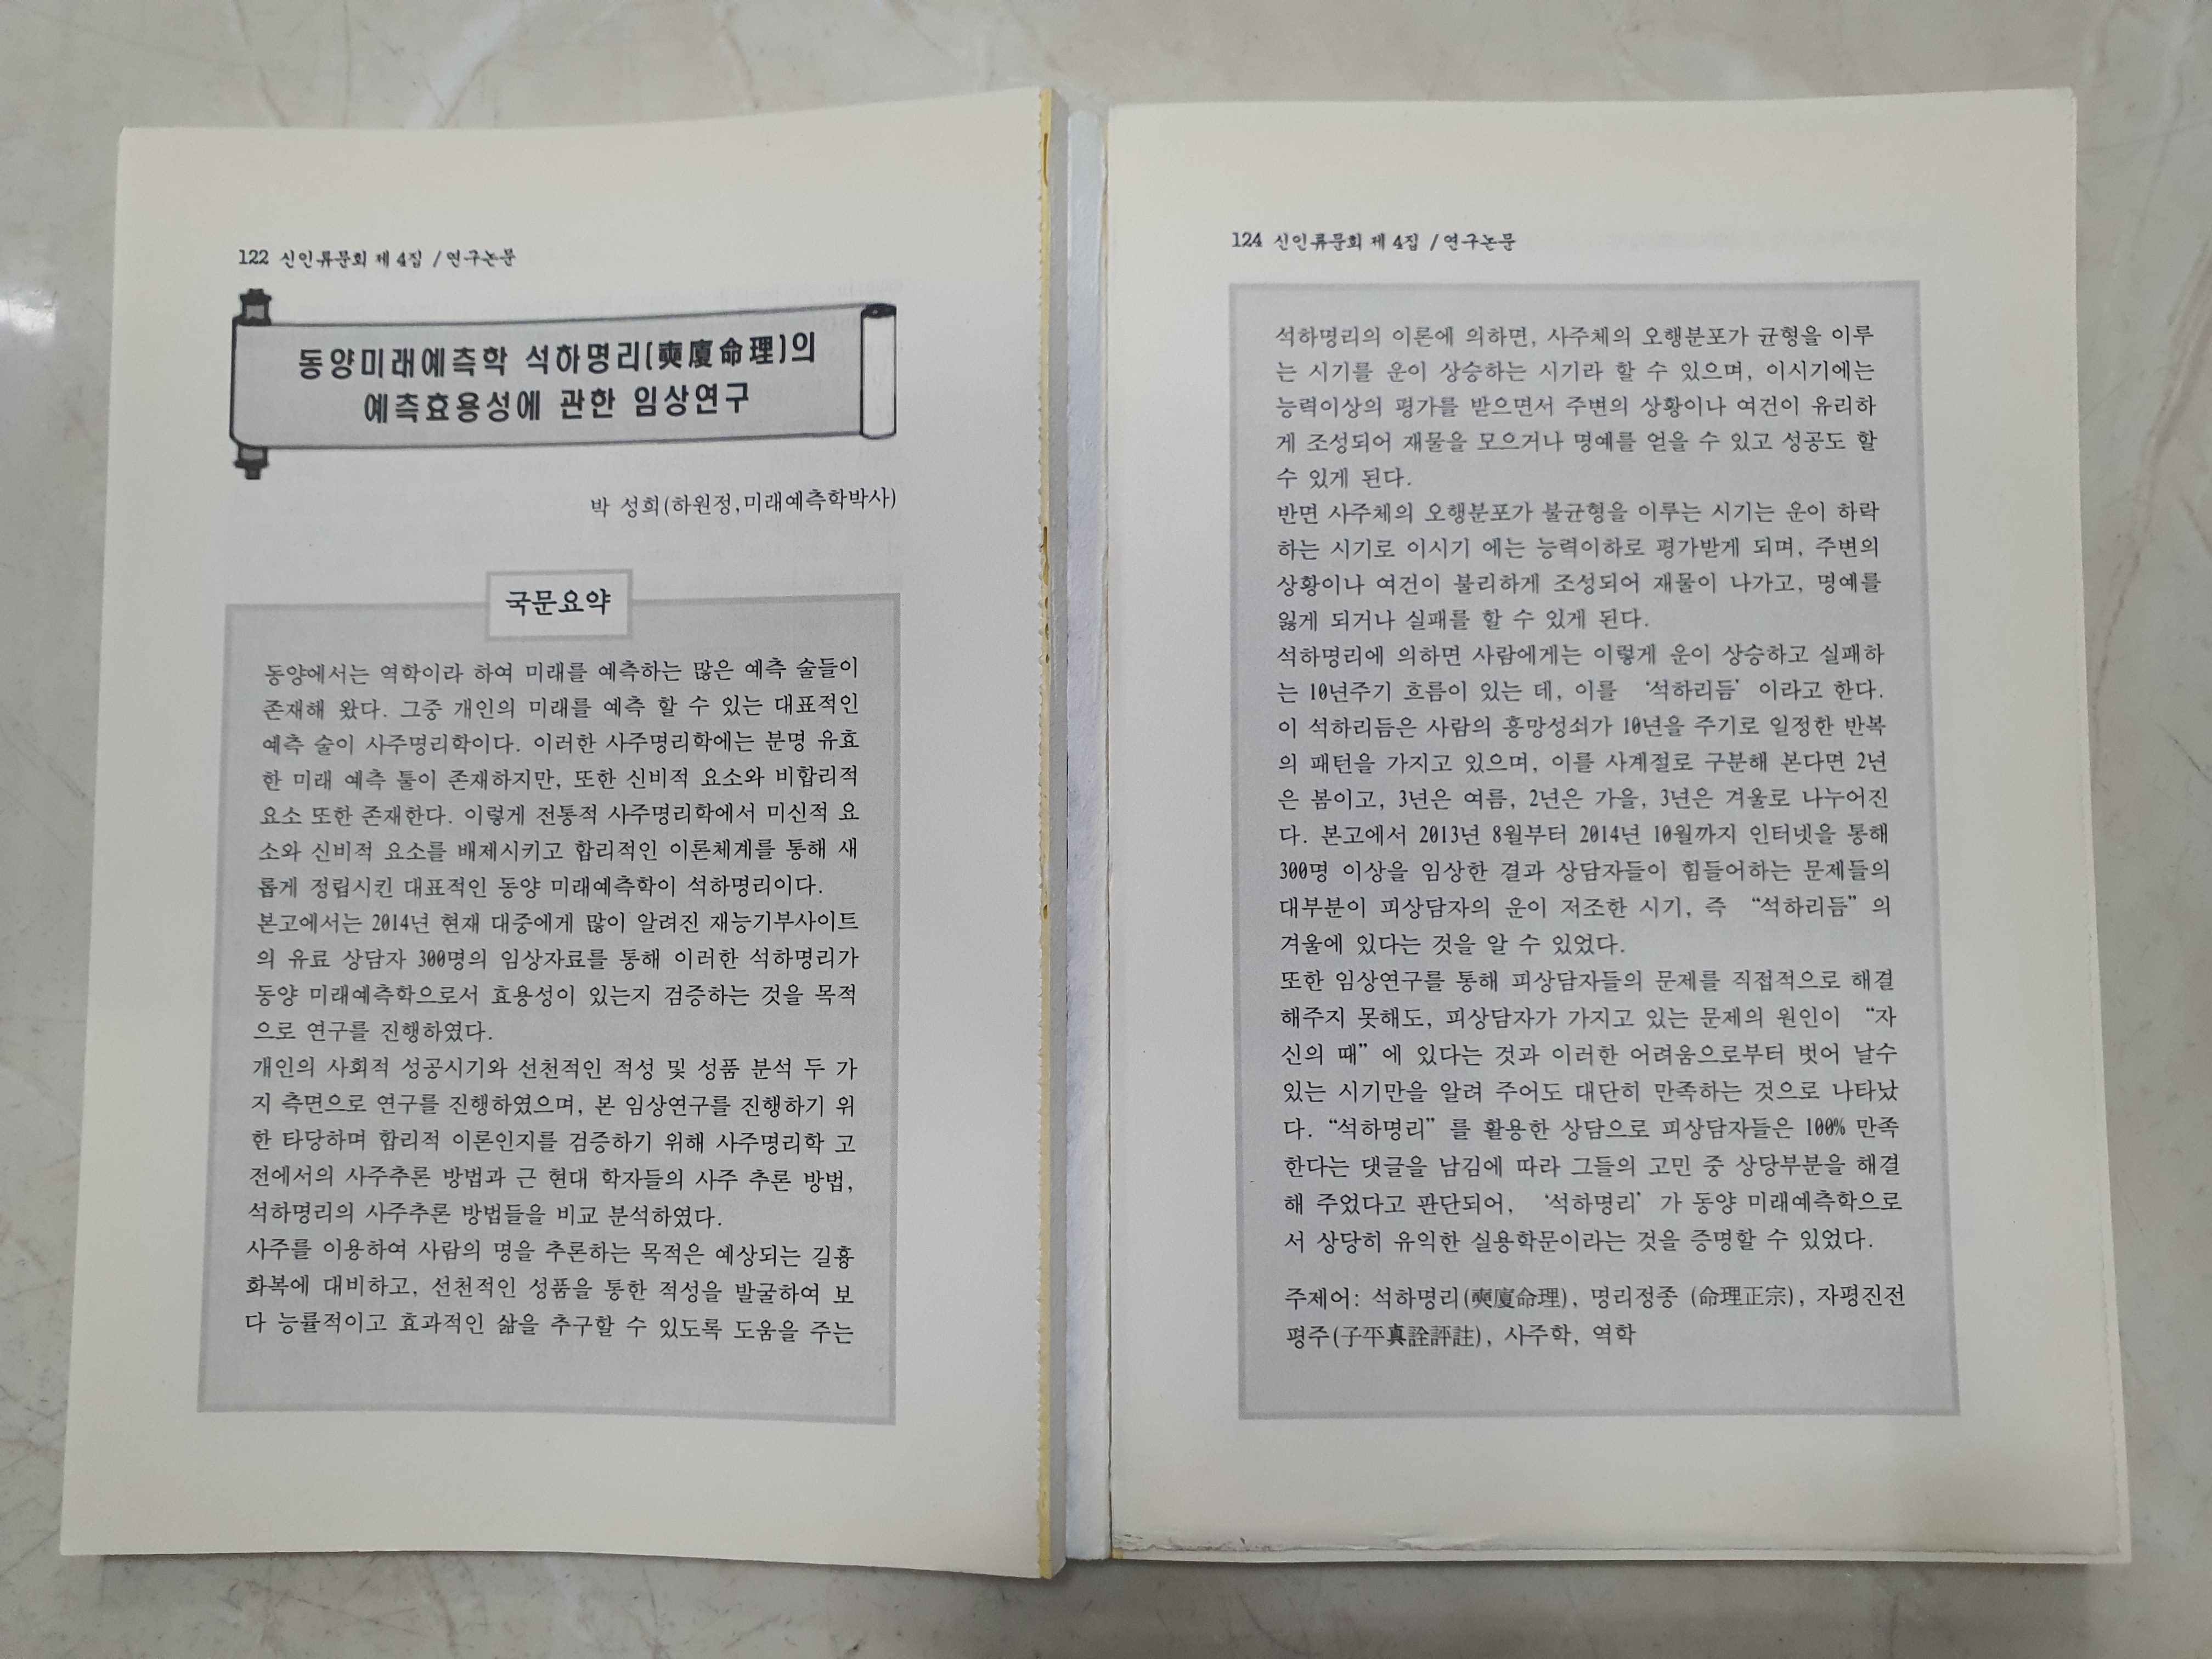 122 신인류문회 제 4집 / 연구논문
동양미래예측학 석하명리(奭廈命理)의
예측효용성에 관한 임상연구
박 성희(하원정,미래예측학박사)
국문요약
동양에서는 역학이라 하여 미래를 예측하는 많은 예측 술들이
존재해 왔다. 그중 개인의 미래를 예측 할 수 있는 대표적인
예측 술이 사주명리학이다. 이러한 사주명리학에는 분명 유효
한 미래 예측 툴이 존재하지만, 또한 신비적 요소와 비합리적
요소 또한 존재한다. 이렇게 전통적 사주명리학에서 미신적 요
소와 신비적 요소를 배제시키고 합리적인 이론체계를 통해 새
롭게 정립시킨 대표적인 동양 미래예측학이 석하명리이다.
본고에서는 2014년 현재 대중에게 많이 알려진 재능기부사이트
의 유료 상담자 300명의 임상자료를 통해 이러한 석하명리가
동양 미래예측학으로서 효용성이 있는지 검증하는 것을 목적
으로 연구를 진행하였다.
개인의 사회적 성공시기와 선천적인 적성 및 성품 분석 두 가
지 측면으로 연구를 진행하였으며, 본 임상연구를 진행하기 위
한 타당하며 합리적 이론인지를 검증하기 위해 사주명리학 고
전에서의 사주추론 방법과 근 현대 학자들의 사주 추론 방법,
석하명리의 사주추론 방법들을 비교 분석하였다.
사주를 이용하여 사람의 명을 추론하는 목적은 예상되는 길흉
화복에 대비하고, 선천적인 성품을 통한 적성을 발굴하여 보
다 능률적이고 효과적인 삶을 추구할 수 있도록 도움을 주는
124 신인류문회 제 4집 / 연구논문
석하명리의 이론에 의하면, 사주체의 오행분포가 균형을 이루
는 시기를 운이 상승하는 시기라 할 수 있으며, 이시기에는
능력이상의 평가를 받으면서 주변의 상황이나 여건이 유리하
게 조성되어 재물을 모으거나 명예를 얻을 수 있고 성공도 할
수 있게 된다.
반면 사주체의 오행분포가 불균형을 이루는 시기는 운이 하락
하는 시기로 이시기 에는 능력이하로 평가받게 되며, 주변의
상황이나 여건이 불리하게 조성되어 재물이 나가고, 명예를
잃게 되거나 실패를 할 수 있게 된다.
석하명리에 의하면 사람에게는 이렇게 운이 상승하고 실패하
는 10년주기 흐름이 있는 데, 이를 ‘석하리듬’ 이라고 한다.
이 석하리듬은 사람의 흥망성쇠가 10년을 주기로 일정한 반복
의 패턴을 가지고 있으며, 이를 사계절로 구분해 본다면 2년
은 봄이고, 3년은 여름, 2년은 가을, 3년은 겨울로 나누어진
다. 본고에서 2013년 8월부터 2014년 10월까지 인터넷을 통해
300명 이상을 임상한 결과 상담자들이 힘들어하는 문제들의
대부분이 피상담자의 운이 저조한 시기, 즉 “석하리듬” 의
겨울에 있다는 것을 알 수 있었다.
또한 임상연구를 통해 피상담자들의 문제를 직접적으로 해결
해주지 못해도, 피상담자가 가지고 있는 문제의 원인이 “자
신의 때” 에 있다는 것과 이러한 어려움으로부터 벗어 날수
있는 시기만을 알려 주어도 대단히 만족하는 것으로 나타났
다. “석하명리” 를 활용한 상담으로 피상담자들은 100% 만족
한다는 댓글을 남김에 따라 그들의 고민 중 상당부분을 해결
해 주었다고 판단되어, ‘석하명리’ 가 동양 미래예측학으로
서 상당히 유익한 실용학문이라는 것을 증명할 수 있었다.
주제어: 석하명리(奭廈命理), 명리정종 (命理正宗), 자평진전
평주(子平真詮評註), 사주학, 역학